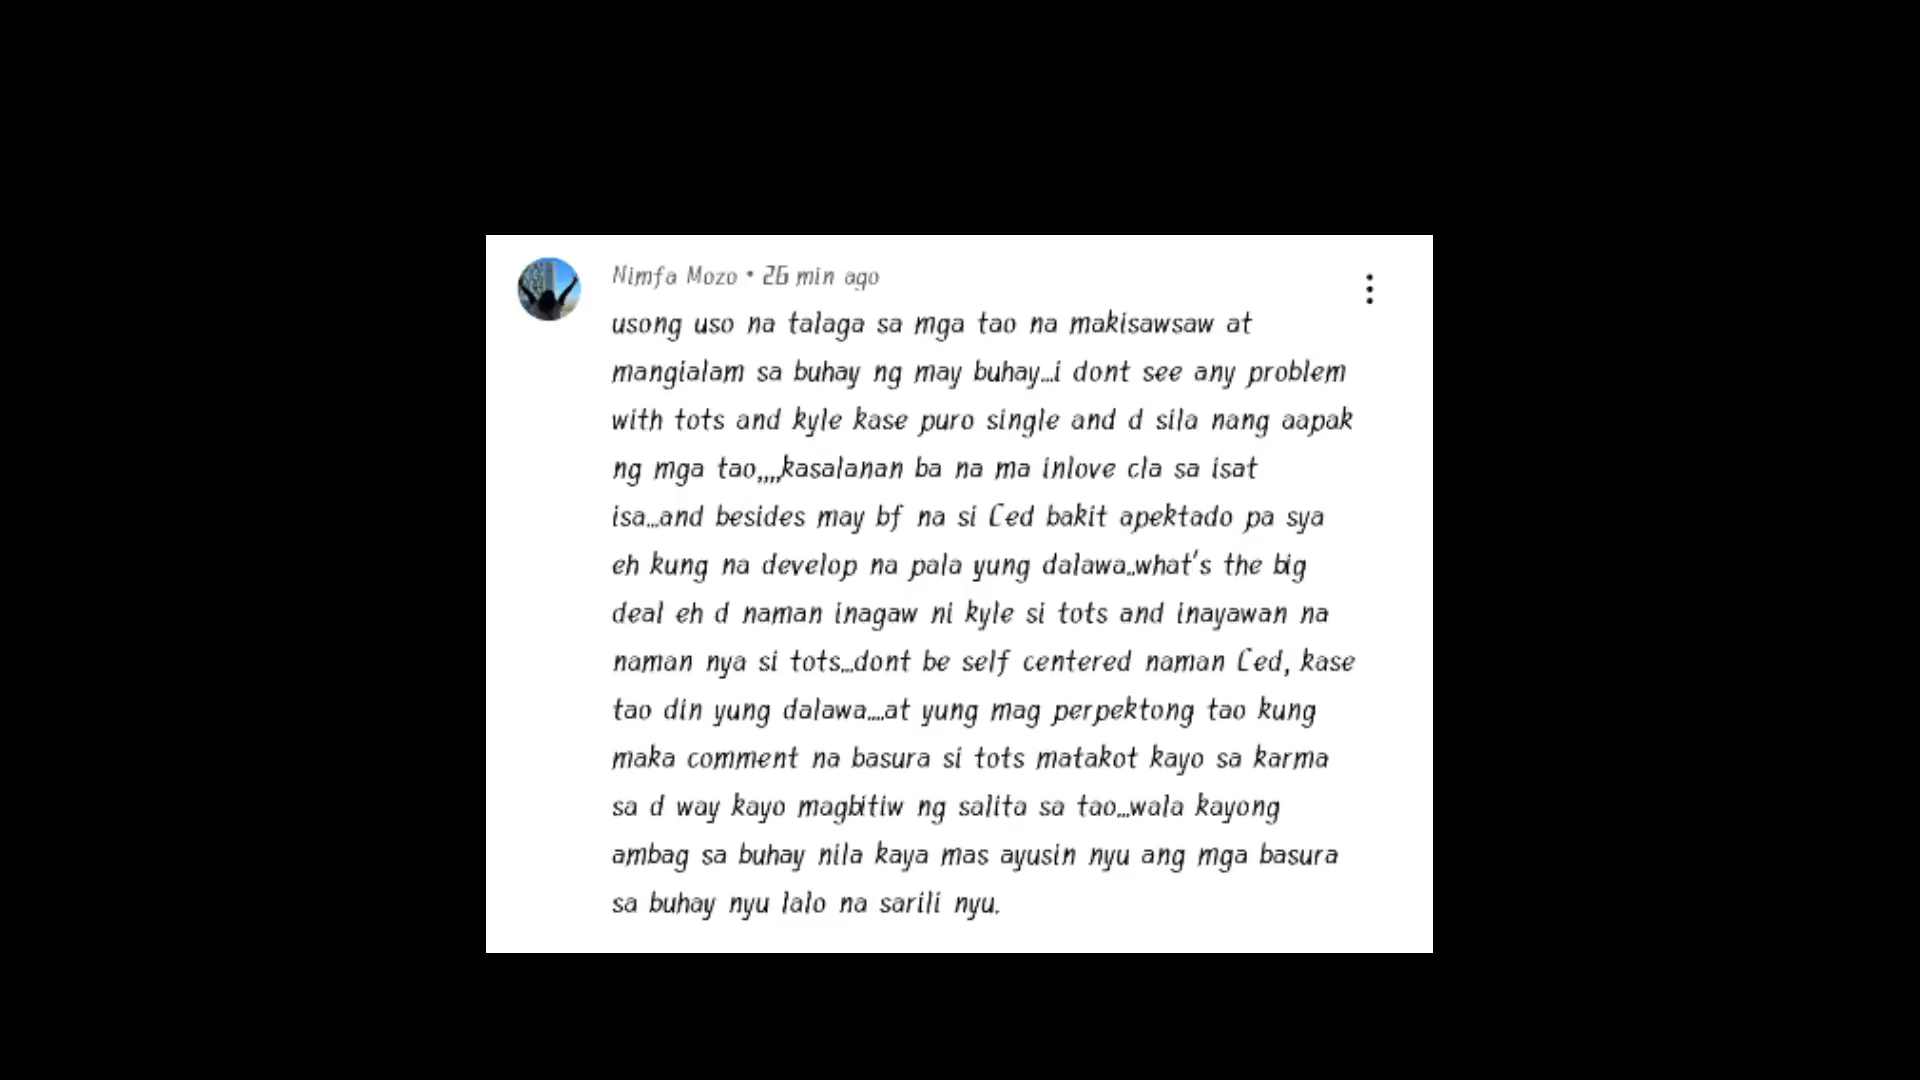 Nimfa Mozo • 26 min ago
usong uso na talaga sa mga tao na makisawsaw at
mangialam sa buhay ng may buhay...i dont see any problem
with tots and kyle kase puro single and d sila nang aapak
ng mga tao,,,,kasalanan ba na ma inlove cla sa isat
isa...and besides may bf na si Ced bakit apektado pa sya
eh kung na develop na pala yung dalawa..what's the big
deal eh d naman inagaw ni kyle si tots and inayawan na
naman nya si tots...dont be self centered naman Ced, kase
tao din yung dalawa....at yung mag perpektong tao kung
maka comment na basura si tots matakot kayo sa karma
sa d way kayo magbitiw ng salita sa tao...wala kayong
ambag sa buhay nila kaya mas ayusin nyu ang mga basura
sa buhay nyu lalo na sarili nyu.